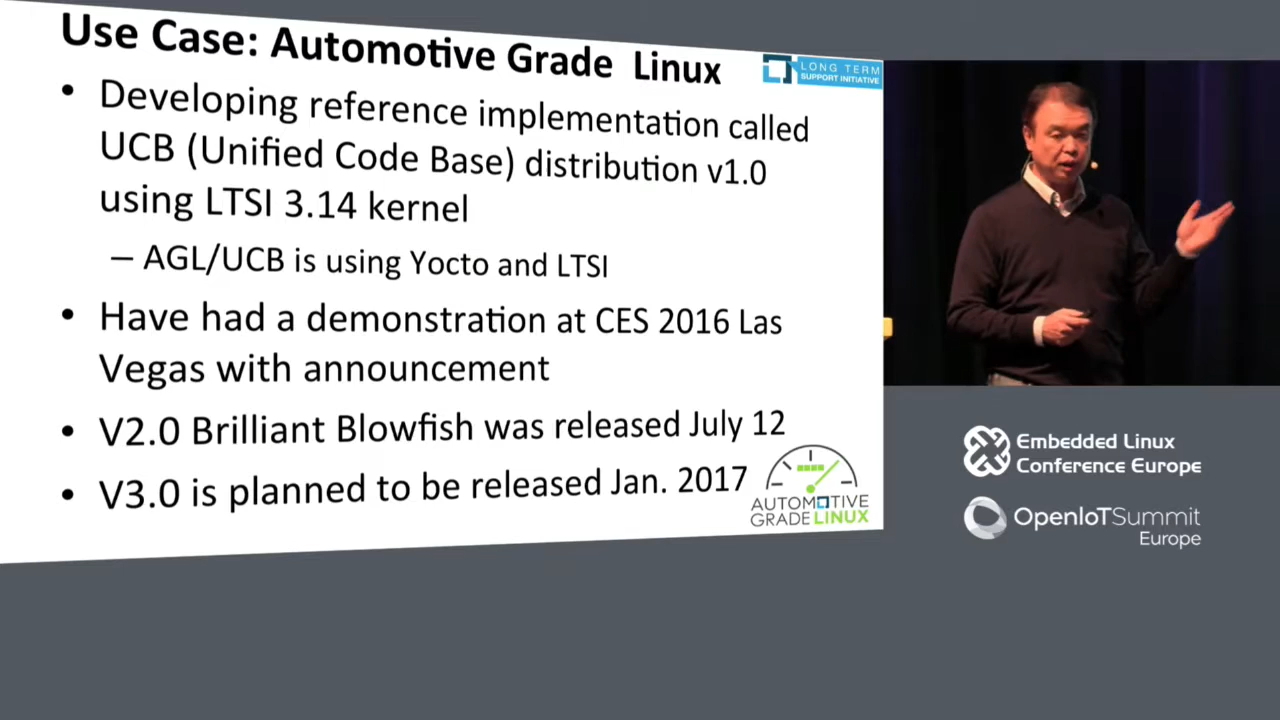 Use Case: Automotive Grade Linux
LONG TERM
SUPPORT INITIATIVE
• Developing reference implementation called
UCB (Unified Code Base) distribution v1.0
using LTSI 3.14 kernel
– AGL/UCB is using Yocto and LTSI
• Have had a demonstration at CES 2016 Las
Vegas with announcement
• V2.0 Brilliant Blowfish was released July 12
• V3.0 is planned to be released Jan. 2017
AUTOMOTIVE
GRADE LINUX
Embedded Linux
Conference Europe
OpenIoTSummit
Europe